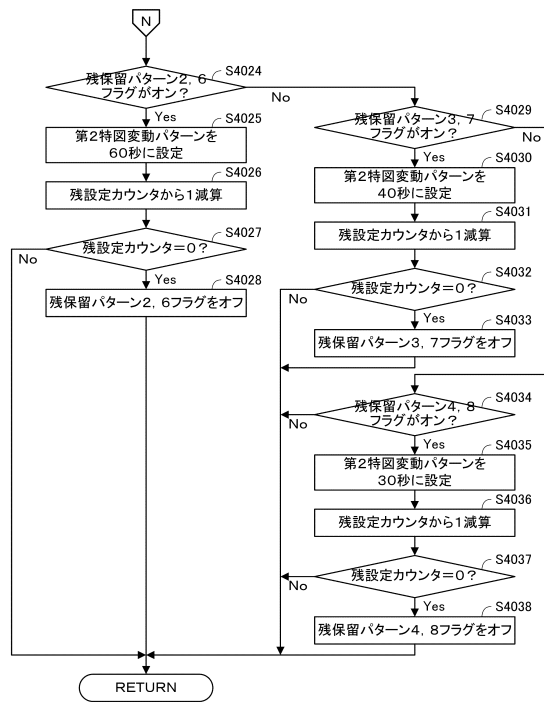 N
残保留パターン2, 6
フラグがオン?
S4024
No
Yes
S4025
第2特図変動パターンを
60秒に設定
S4026
残設定カウンタから1減算
S4027
残設定カウンタ=0?
No
Yes
S4028
残保留パターン2, 6フラグをオフ
S4029
残保留パターン3, 7
フラグがオン?
No
Yes
S4030
第2特図変動パターンを
40秒に設定
S4031
残設定カウンタから1減算
S4032
残設定カウンタ=0?
No
Yes
S4033
残保留パターン3, 7フラグをオフ
S4034
残保留パターン4, 8
フラグがオン?
No
Yes
S4035
第2特図変動パターンを
30秒に設定
S4036
残設定カウンタから1減算
S4037
残設定カウンタ=0?
No
Yes
S4038
残保留パターン4, 8フラグをオフ
RETURN